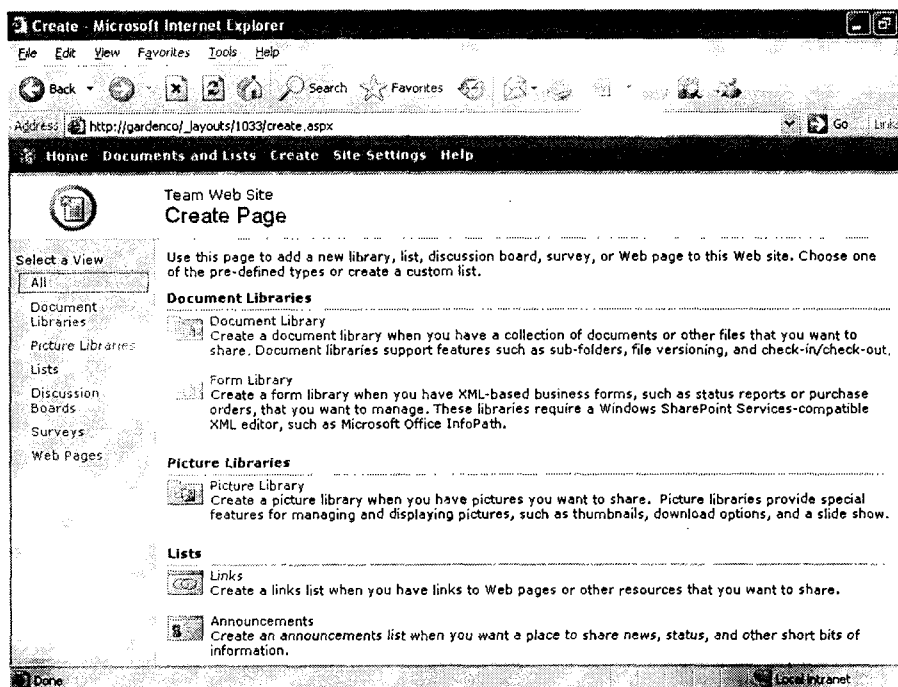 Create - Microsoft Internet Explorer
File Edit View Favorites Tools Help
Back Search Favorites
Address http://gardenco/_layouts/1033/create.aspx Go Links
Home Documents and Lists Create Site Settings Help
Team Web Site
Create Page
Select a View
All
Document
Libraries
Picture Libraries
Lists
Discussion
Boards
Surveys
Web Pages
Use this page to add a new library, list, discussion board, survey, or Web page to this Web site. Choose one
of the pre-defined types or create a custom list.
Document Libraries
Document Library
Create a document library when you have a collection of documents or other files that you want to
share. Document libraries support features such as sub-folders, file versioning, and check-in/check-out.
Form Library
Create a form library when you have XML-based business forms, such as status reports or purchase
orders, that you want to manage. These libraries require a Windows SharePoint Services-compatible
XML editor, such as Microsoft Office InfoPath.
Picture Libraries
Picture Library
Create a picture library when you have pictures you want to share. Picture libraries provide special
features for managing and displaying pictures, such as thumbnails, download options, and a slide show.
Lists
Links
Create a links list when you have links to Web pages or other resources that you want to share.
Announcements
Create an announcements list when you want a place to share news, status, and other short bits of
information.
Done Local intranet